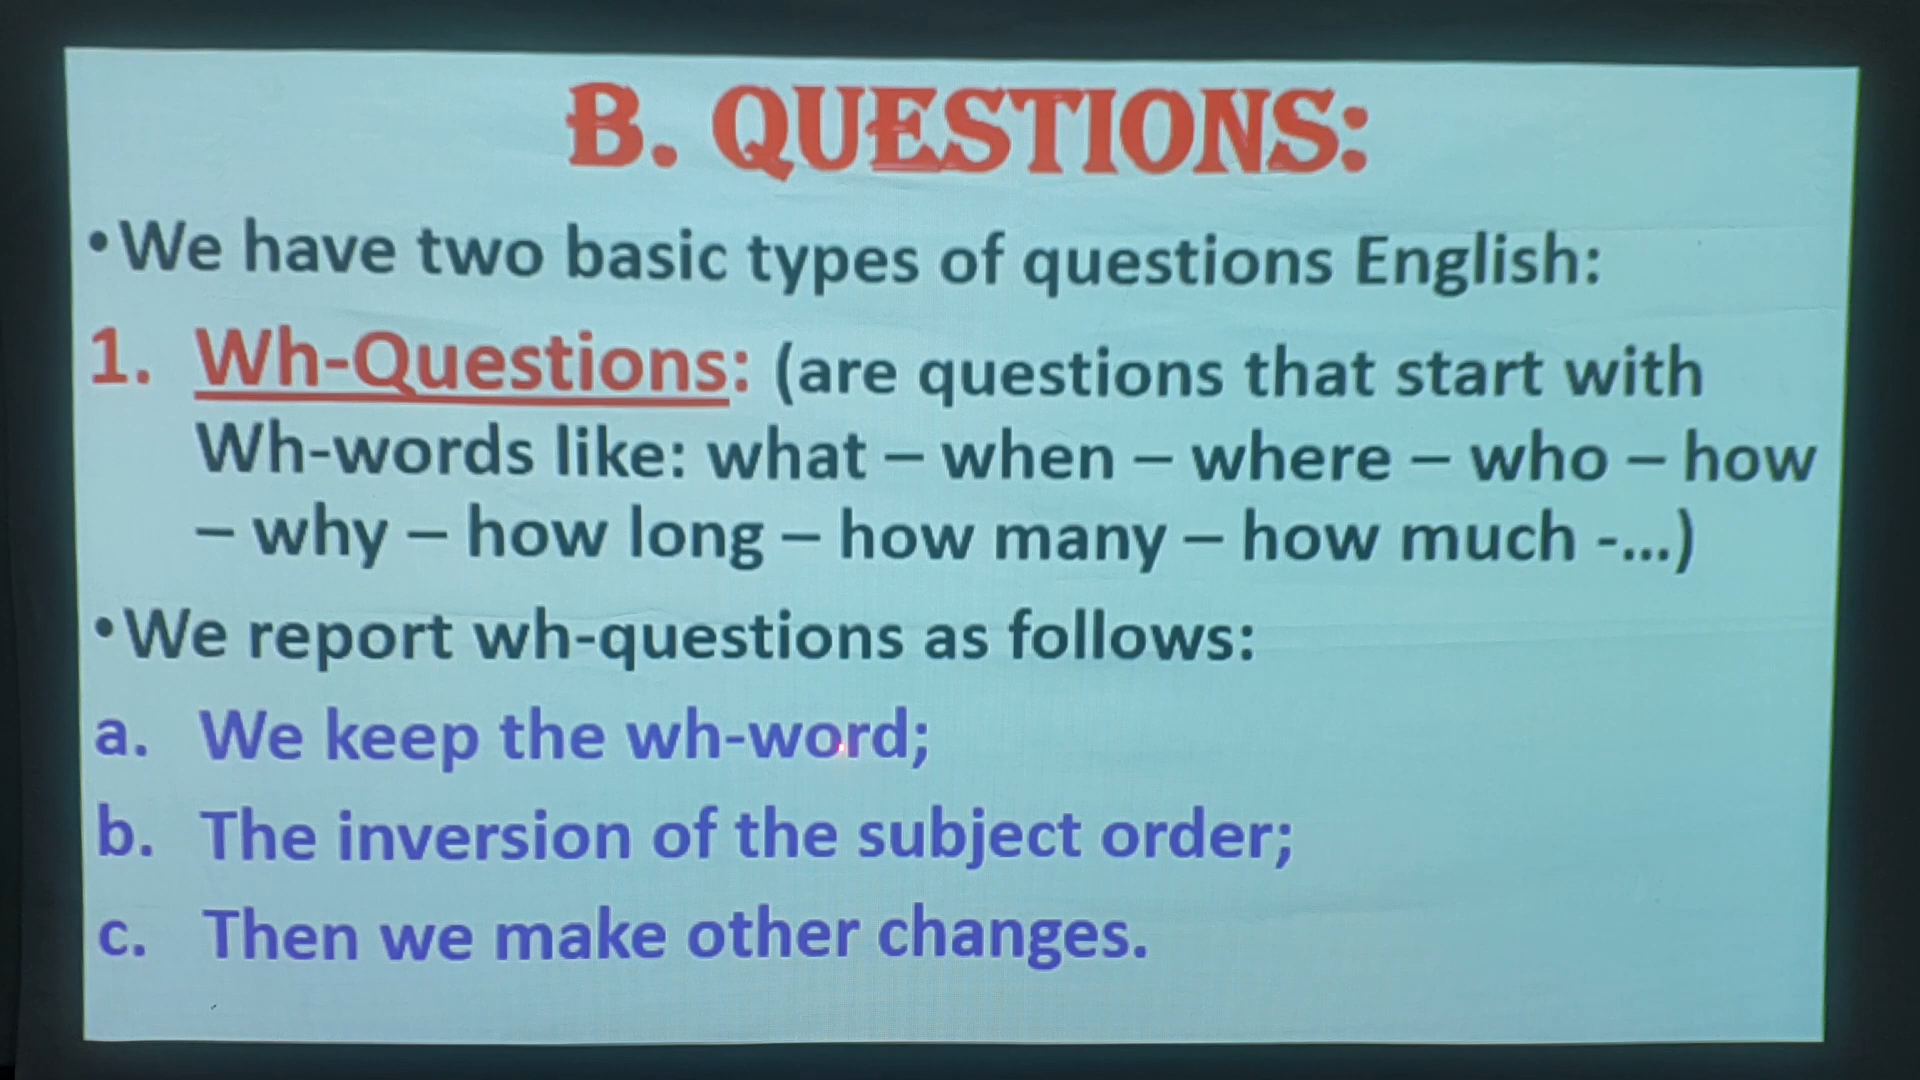 B. QUESTIONS:
•We have two basic types of questions English:
1. Wh-Questions: (are questions that start with
Wh-words like: what – when – where – who – how
– why – how long – how many – how much -...)
•We report wh-questions as follows:
a. We keep the wh-word;
b. The inversion of the subject order;
c. Then we make other changes.